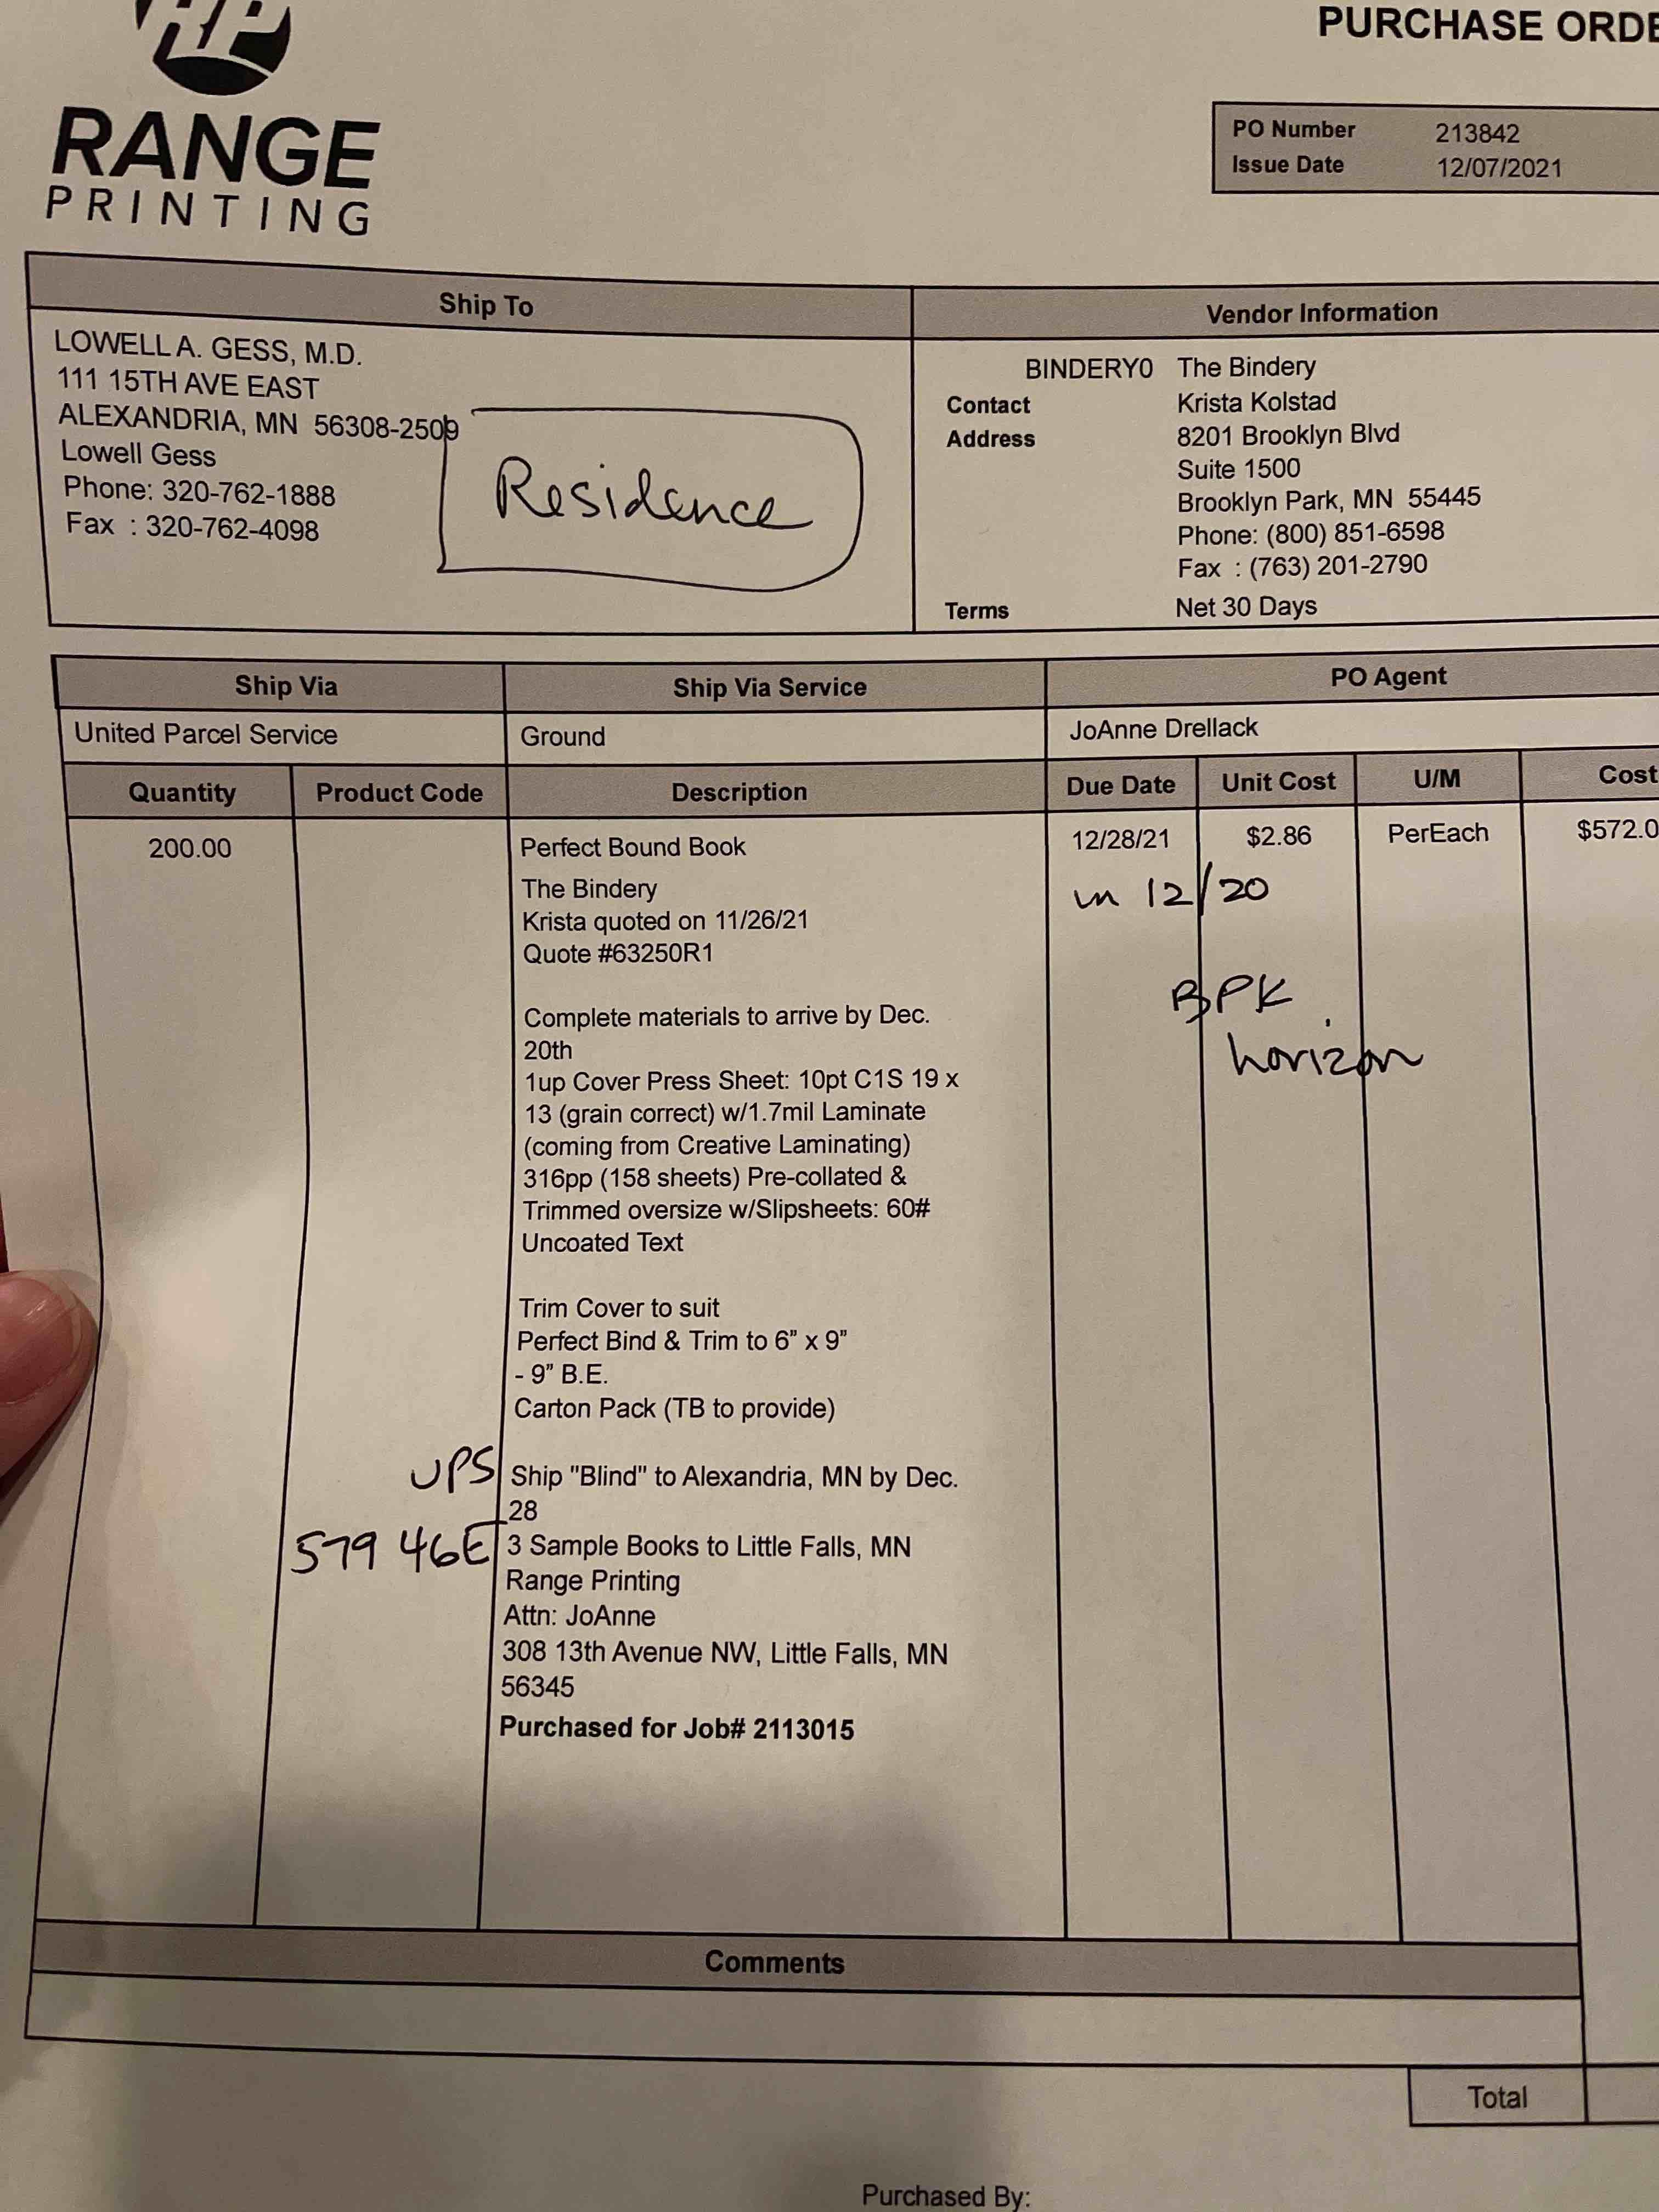 RP
RANGE
PRINTING
PURCHASE ORDE
PO Number 213842
Issue Date 12/07/2021
Ship To
LOWELL A. GESS, M.D.
111 15TH AVE EAST
ALEXANDRIA, MN 56308-2509
Lowell Gess
Phone: 320-762-1888
Fax : 320-762-4098
Residence
Vendor Information
BINDERY0 The Bindery
Contact Krista Kolstad
Address 8201 Brooklyn Blvd
Suite 1500
Brooklyn Park, MN 55445
Phone: (800) 851-6598
Fax : (763) 201-2790
Terms Net 30 Days
Ship Via Ship Via Service PO Agent
United Parcel Service Ground JoAnne Drellack
Quantity Product Code Description Due Date Unit Cost U/M Cost
200.00 Perfect Bound Book 12/28/21 $2.86 PerEach $572.0
The Bindery
in 12/20
Krista quoted on 11/26/21
Quote #63250R1
BPK
horizon
Complete materials to arrive by Dec.
20th
1up Cover Press Sheet: 10pt C1S 19 x
13 (grain correct) w/1.7mil Laminate
(coming from Creative Laminating)
316pp (158 sheets) Pre-collated &
Trimmed oversize w/Slipsheets: 60#
Uncoated Text
Trim Cover to suit
Perfect Bind & Trim to 6" x 9"
- 9" B.E.
Carton Pack (TB to provide)
UPS Ship "Blind" to Alexandria, MN by Dec.
28
579 46E 3 Sample Books to Little Falls, MN
Range Printing
Attn: JoAnne
308 13th Avenue NW, Little Falls, MN
56345
Purchased for Job# 2113015
Comments
Total
Purchased By: